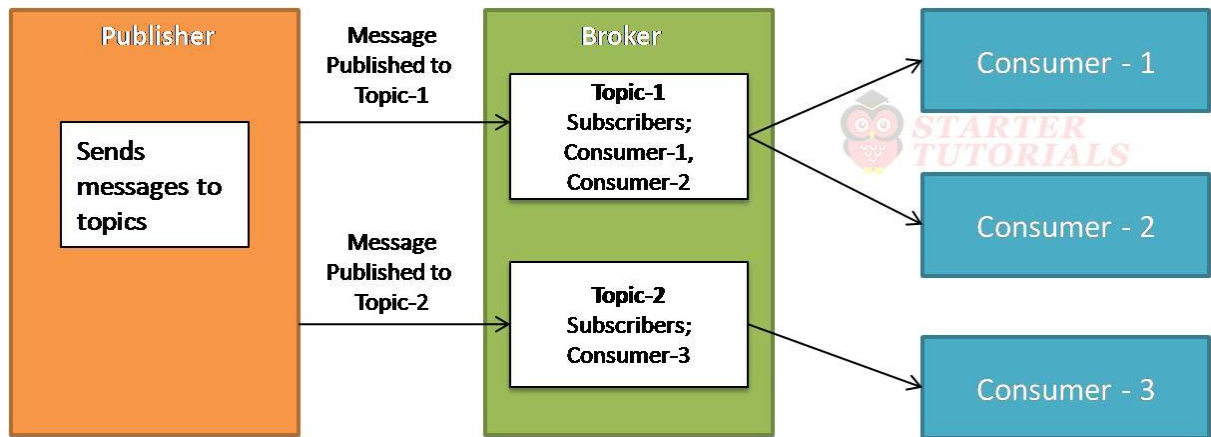 Publisher
Sends
messages to
topics
Message
Published to
Topic-1
Message
Published to
Topic-2
Broker
Topic-1
Subscribers;
Consumer-1,
Consumer-2
Topic-2
Subscribers;
Consumer-3
Consumer - 1
STARTER
TUTORIALS
Consumer - 2
Consumer - 3